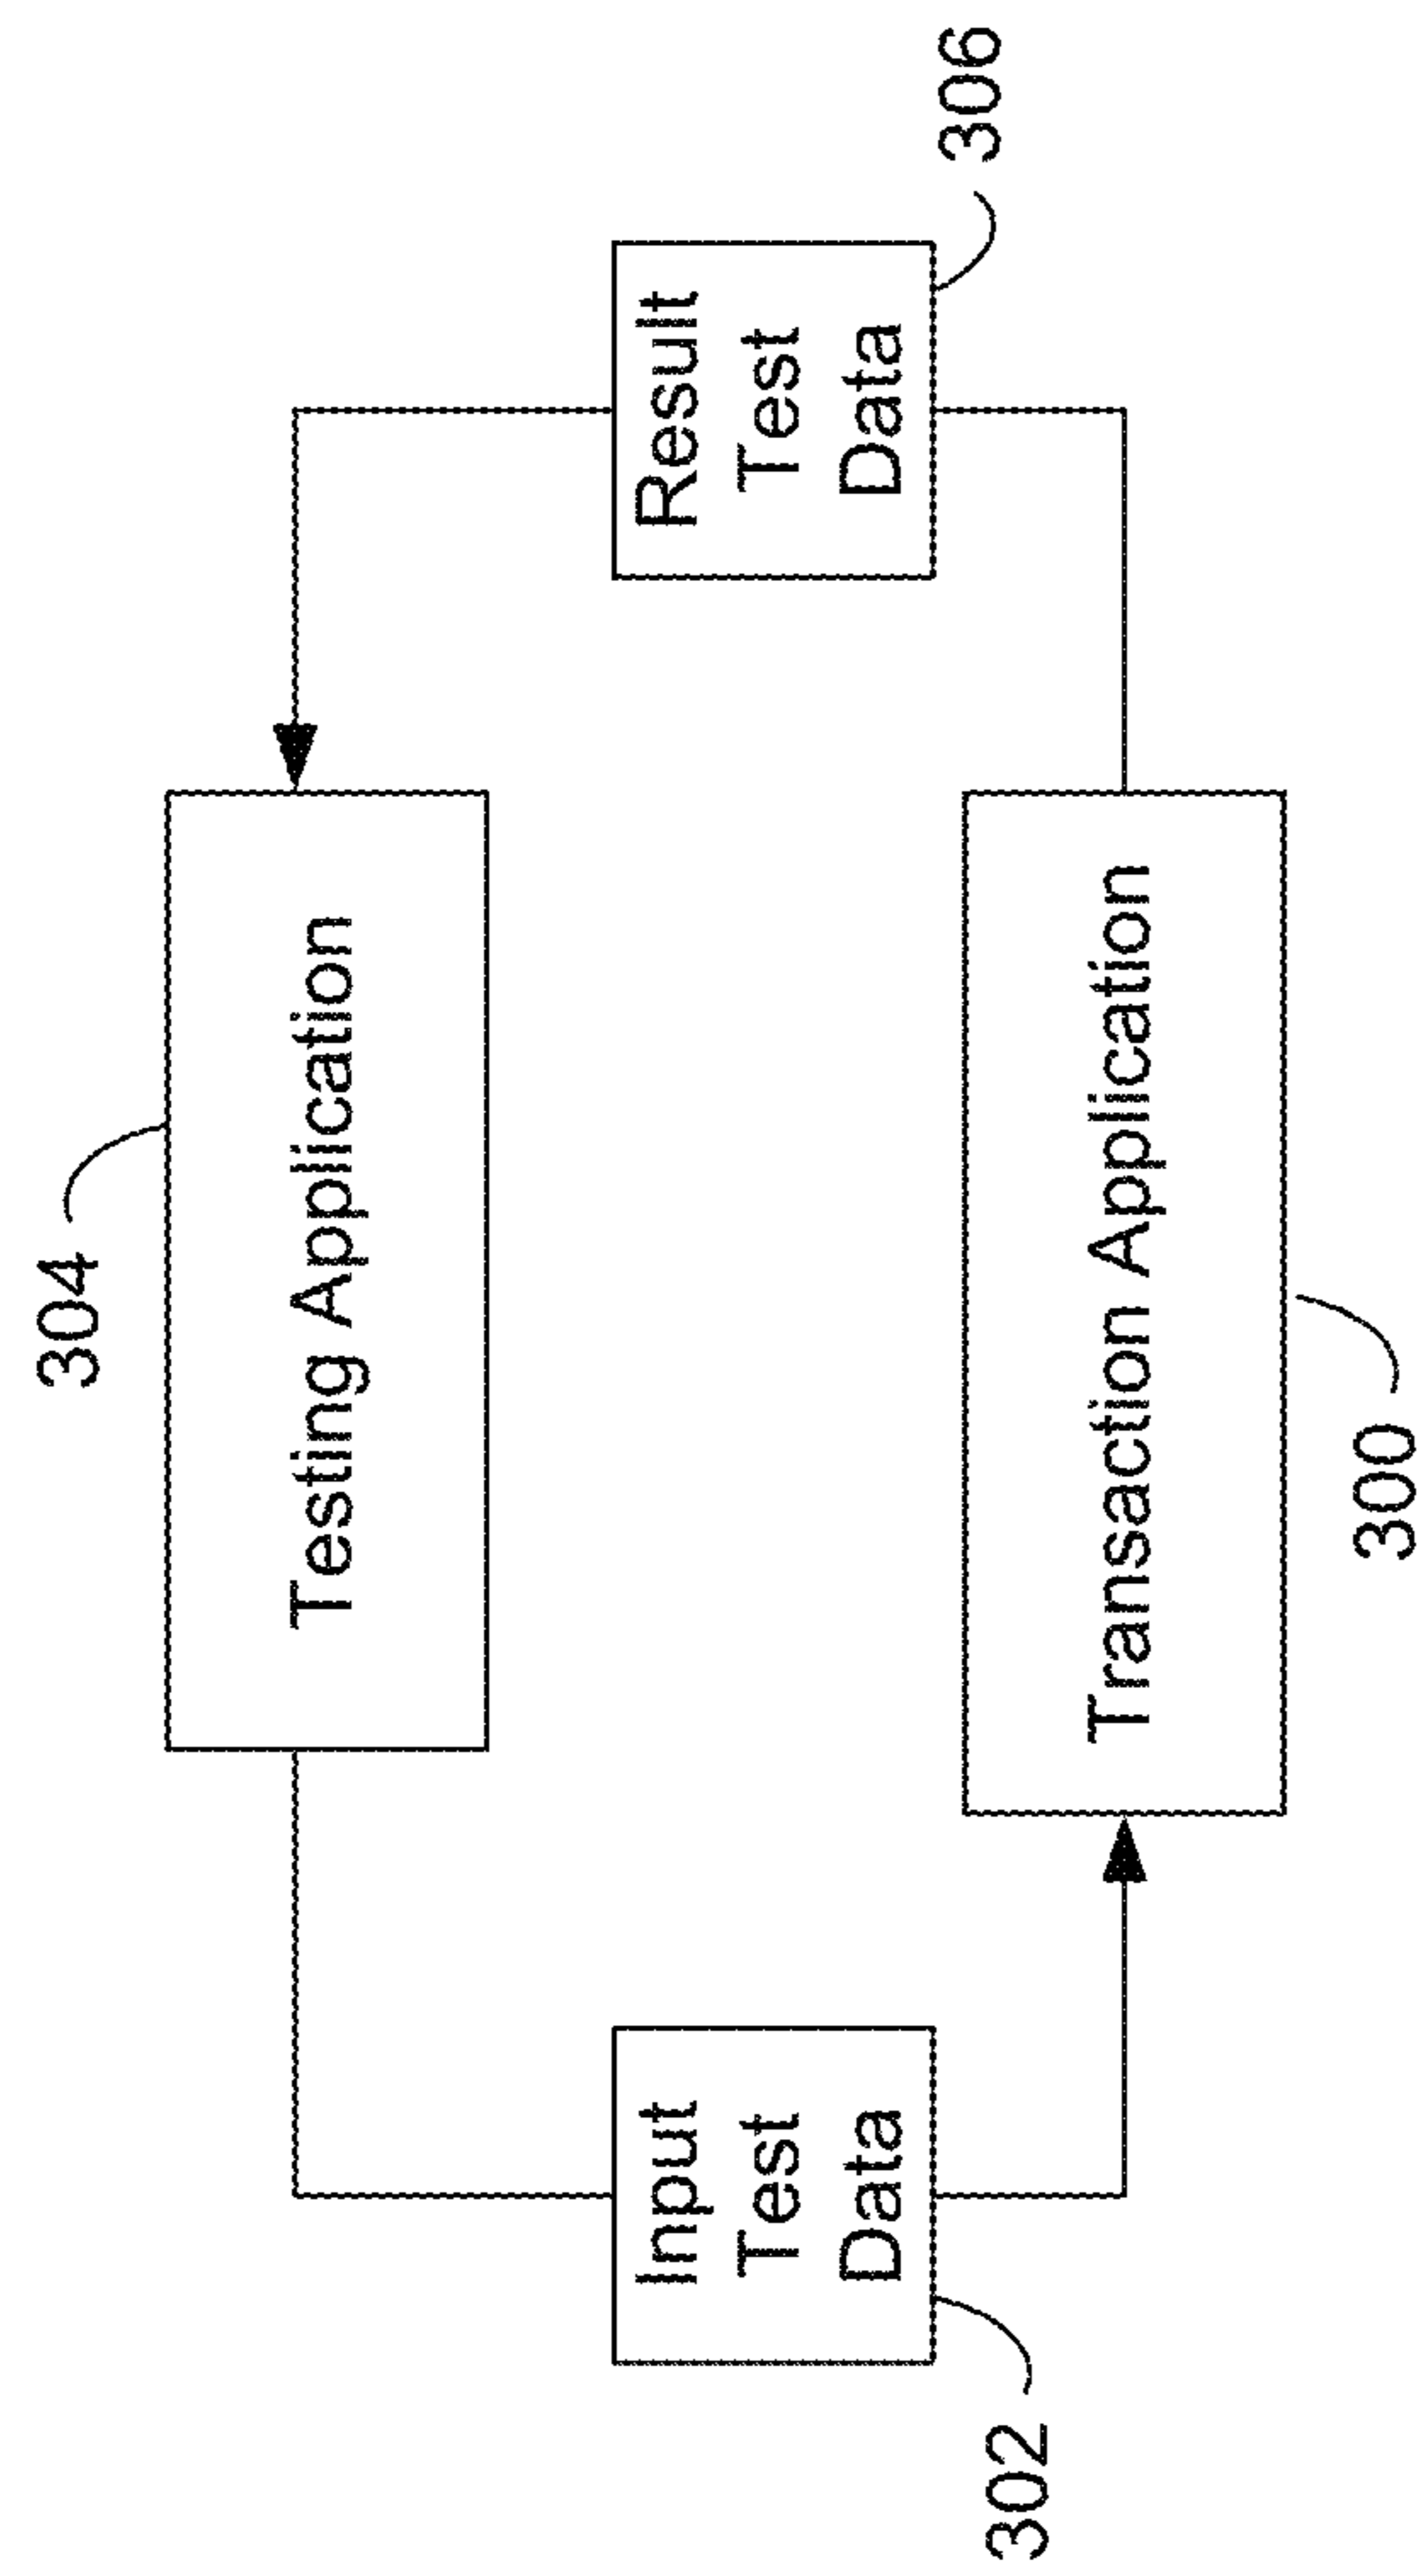 304
Testing Application
Input
Test
Data
302
Result
Test
Data
306
Transaction Application
300